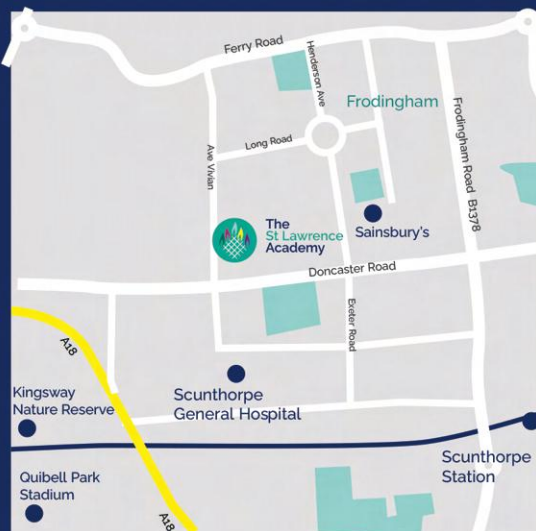 Ferry Road
Henderson Ave
Frodingham
Frodingham Road B1378
Long Road
Ave Vivian
The
St Lawrence
Academy
Sainsbury's
Doncaster Road
Exeter Road
A18
Scunthorpe
General Hospital
Kingsway
Nature Reserve
Scunthorpe
Station
Quibell Park
Stadium
A18